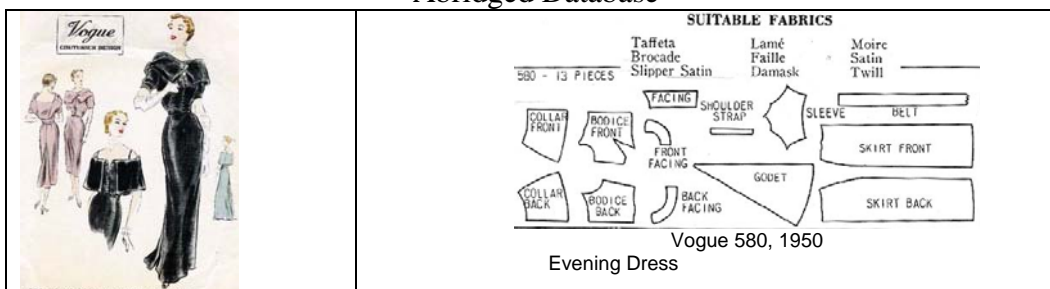 Abridged Database
Vogue
COUTURIER DESIGN
SUITABLE FABRICS
Taffeta Lamé Moire
Brocade Faille Satin
580 - 13 PIECES Slipper Satin Damask Twill
FACING
SHOULDER
STRAP
SLEEVE
BELT
COLLAR
FRONT
BODICE
FRONT
FRONT
FACING
SKIRT FRONT
GODET
COLLAR
BACK
BODICE
BACK
BACK
FACING
SKIRT BACK
Vogue 580, 1950
Evening Dress